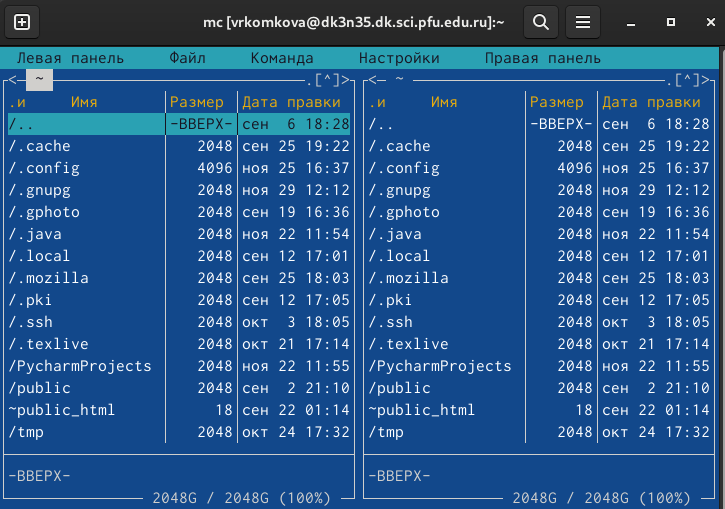 mc [vrkomkova@dk3n35.dk.sci.pfu.edu.ru]:~
Левая панель Файл Команда Настройки Правая панель
<─ ~ .[^]> <─ ~ .[^]>
.и Имя Размер Дата правки .и Имя Размер Дата правки
/.. -ВВЕРХ- сен 6 18:28 /.. -ВВЕРХ- сен 6 18:28
/.cache 2048 сен 25 19:22 /.cache 2048 сен 25 19:22
/.config 4096 ноя 25 16:37 /.config 4096 ноя 25 16:37
/.gnupg 2048 ноя 29 12:12 /.gnupg 2048 ноя 29 12:12
/.gphoto 2048 сен 19 16:36 /.gphoto 2048 сен 19 16:36
/.java 2048 ноя 22 11:54 /.java 2048 ноя 22 11:54
/.local 2048 сен 12 17:01 /.local 2048 сен 12 17:01
/.mozilla 2048 сен 25 18:03 /.mozilla 2048 сен 25 18:03
/.pki 2048 сен 12 17:05 /.pki 2048 сен 12 17:05
/.ssh 2048 окт 3 18:05 /.ssh 2048 окт 3 18:05
/.texlive 2048 окт 21 17:14 /.texlive 2048 окт 21 17:14
/PycharmProjects 2048 ноя 22 11:55 /PycharmProjects 2048 ноя 22 11:55
/public 2048 сен 2 21:10 /public 2048 сен 2 21:10
~public_html 18 сен 22 01:14 ~public_html 18 сен 22 01:14
/tmp 2048 окт 24 17:32 /tmp 2048 окт 24 17:32
-ВВЕРХ- -ВВЕРХ-
2048G / 2048G (100%) 2048G / 2048G (100%)